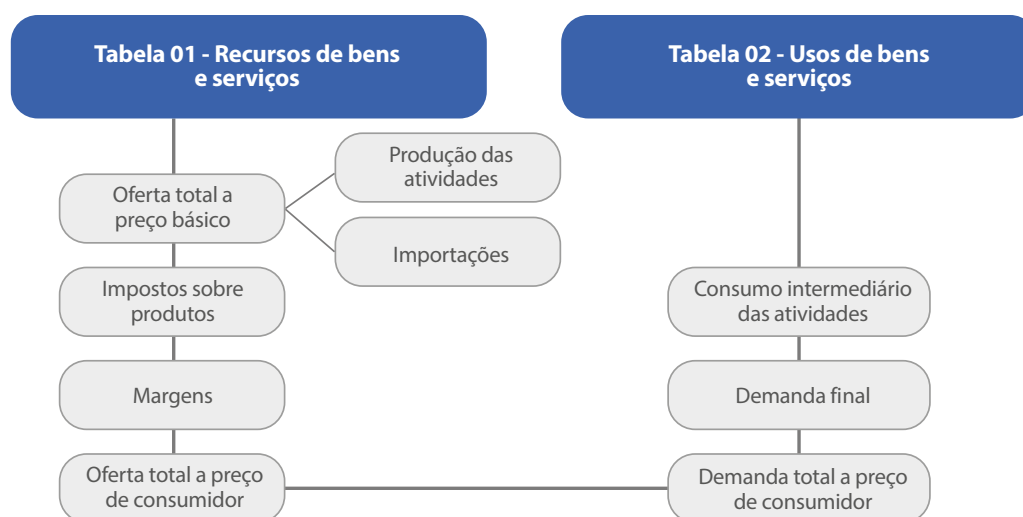 Tabela 01 - Recursos de bens
e serviços
Tabela 02 - Usos de bens
e serviços
Produção das
atividades
Oferta total a
preço básico
Importações
Impostos sobre
produtos
Consumo intermediário
das atividades
Margens
Demanda final
Oferta total a preço
de consumidor
Demanda total a preço
de consumidor